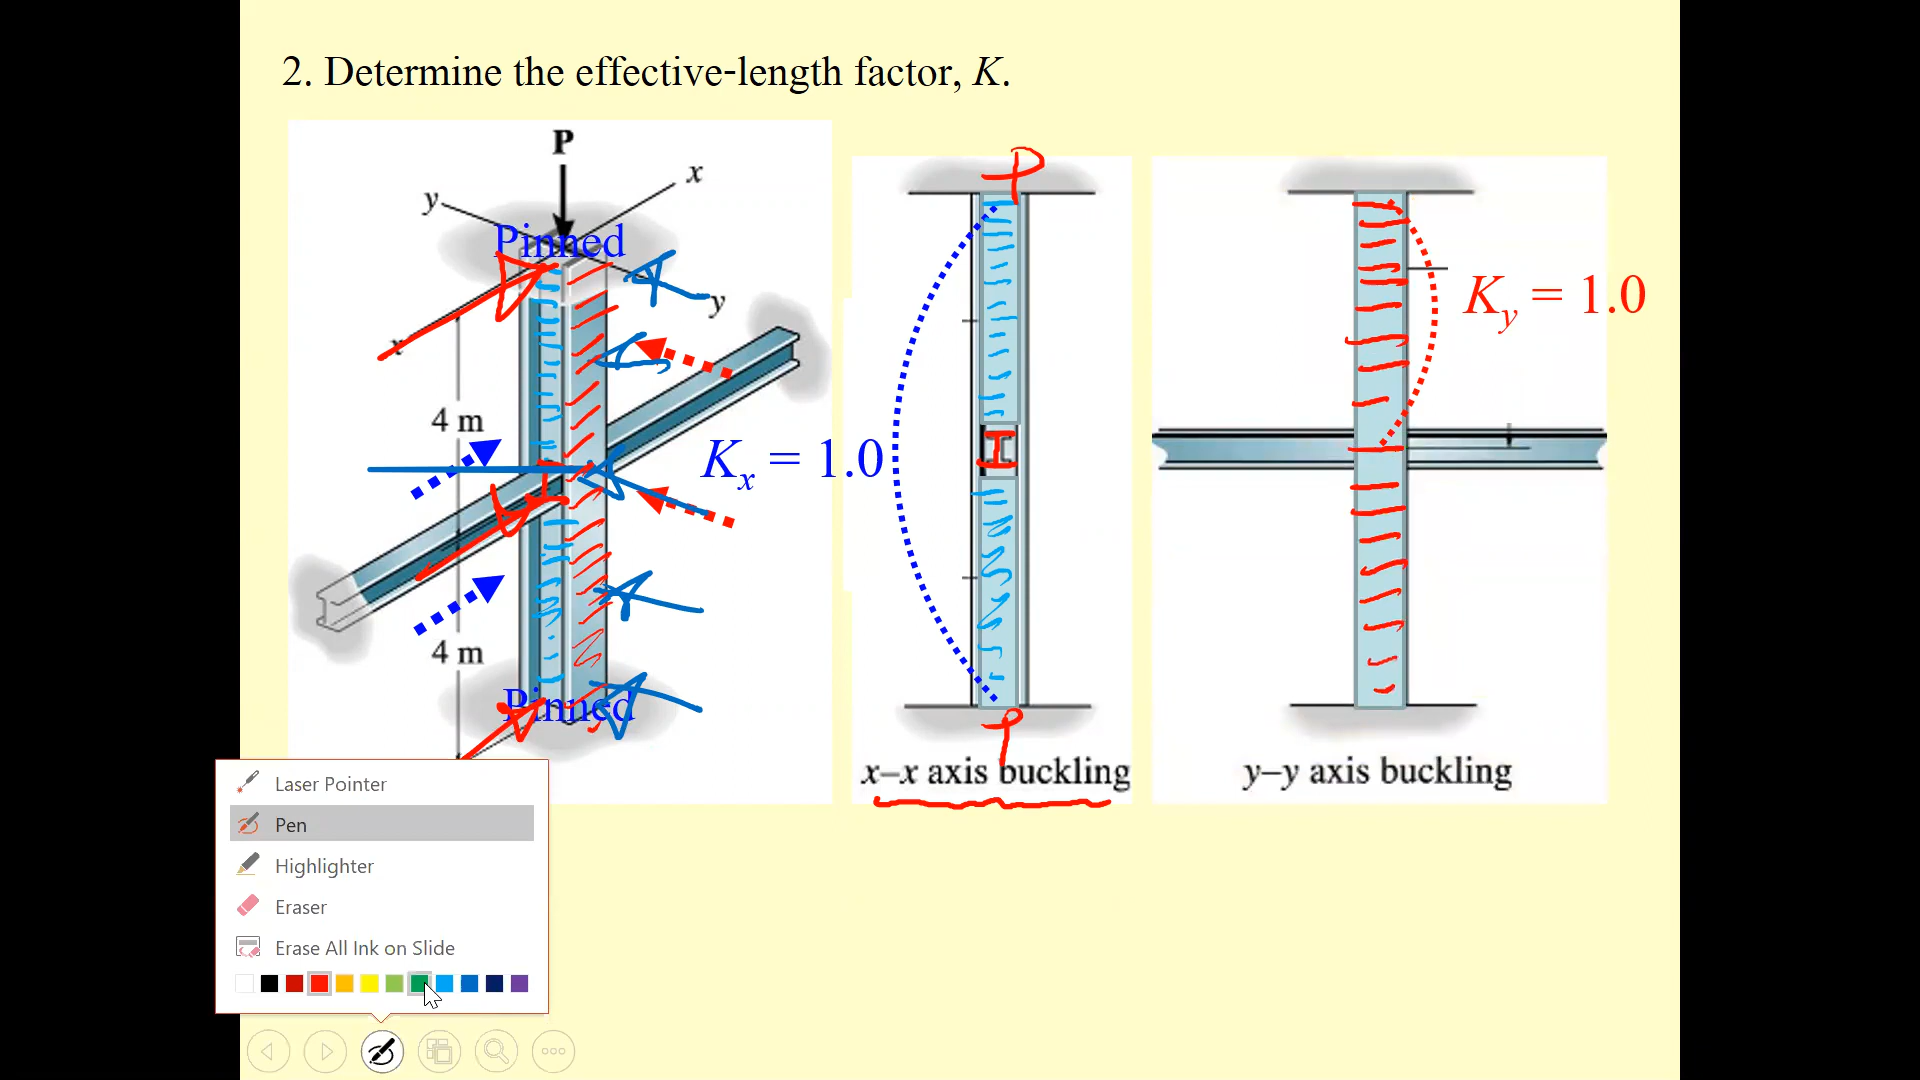 2. Determine the effective-length factor, K.
P
x
y
Pinned
y
x
4 m
Kx = 1.0
4 m
Pinned
P
I
P
x–x axis buckling
Ky = 1.0
y–y axis buckling
Laser Pointer
Pen
Highlighter
Eraser
Erase All Ink on Slide